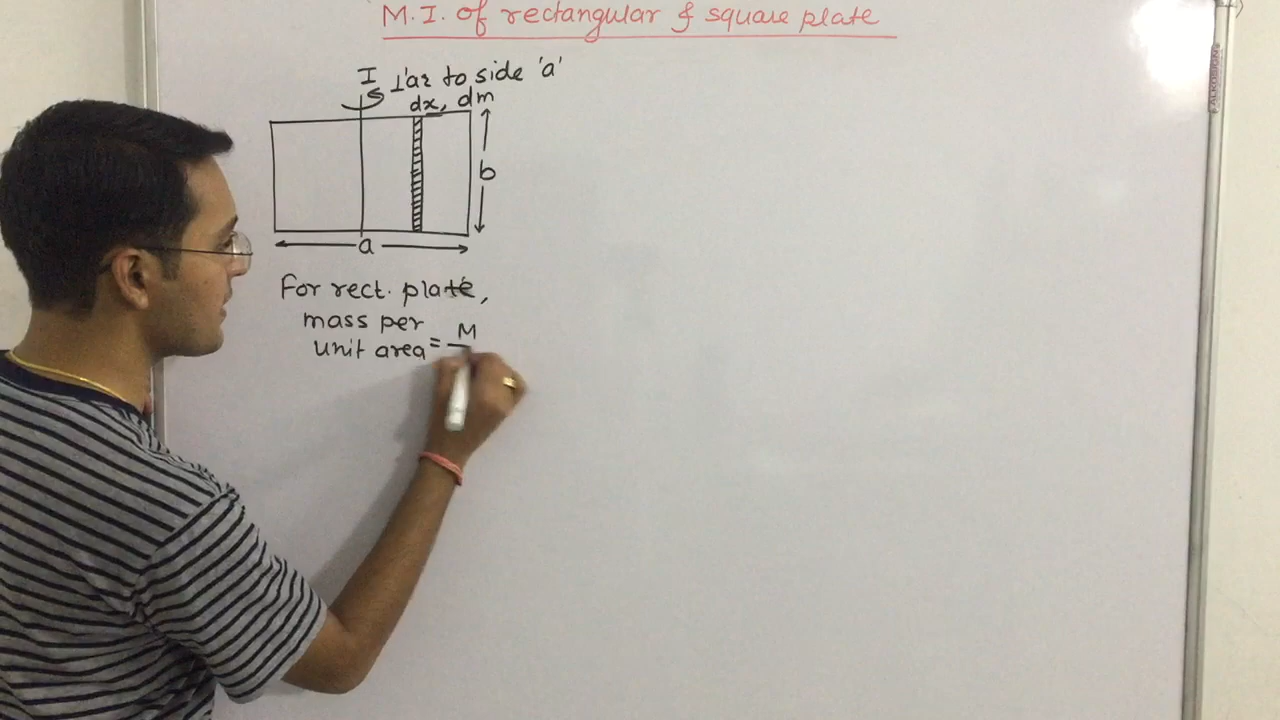 M.I. of rectangular & square plate
I ⊥'ar to side 'a'
dx, dm
b
a
For rect. plate,
mass per
unit area = M